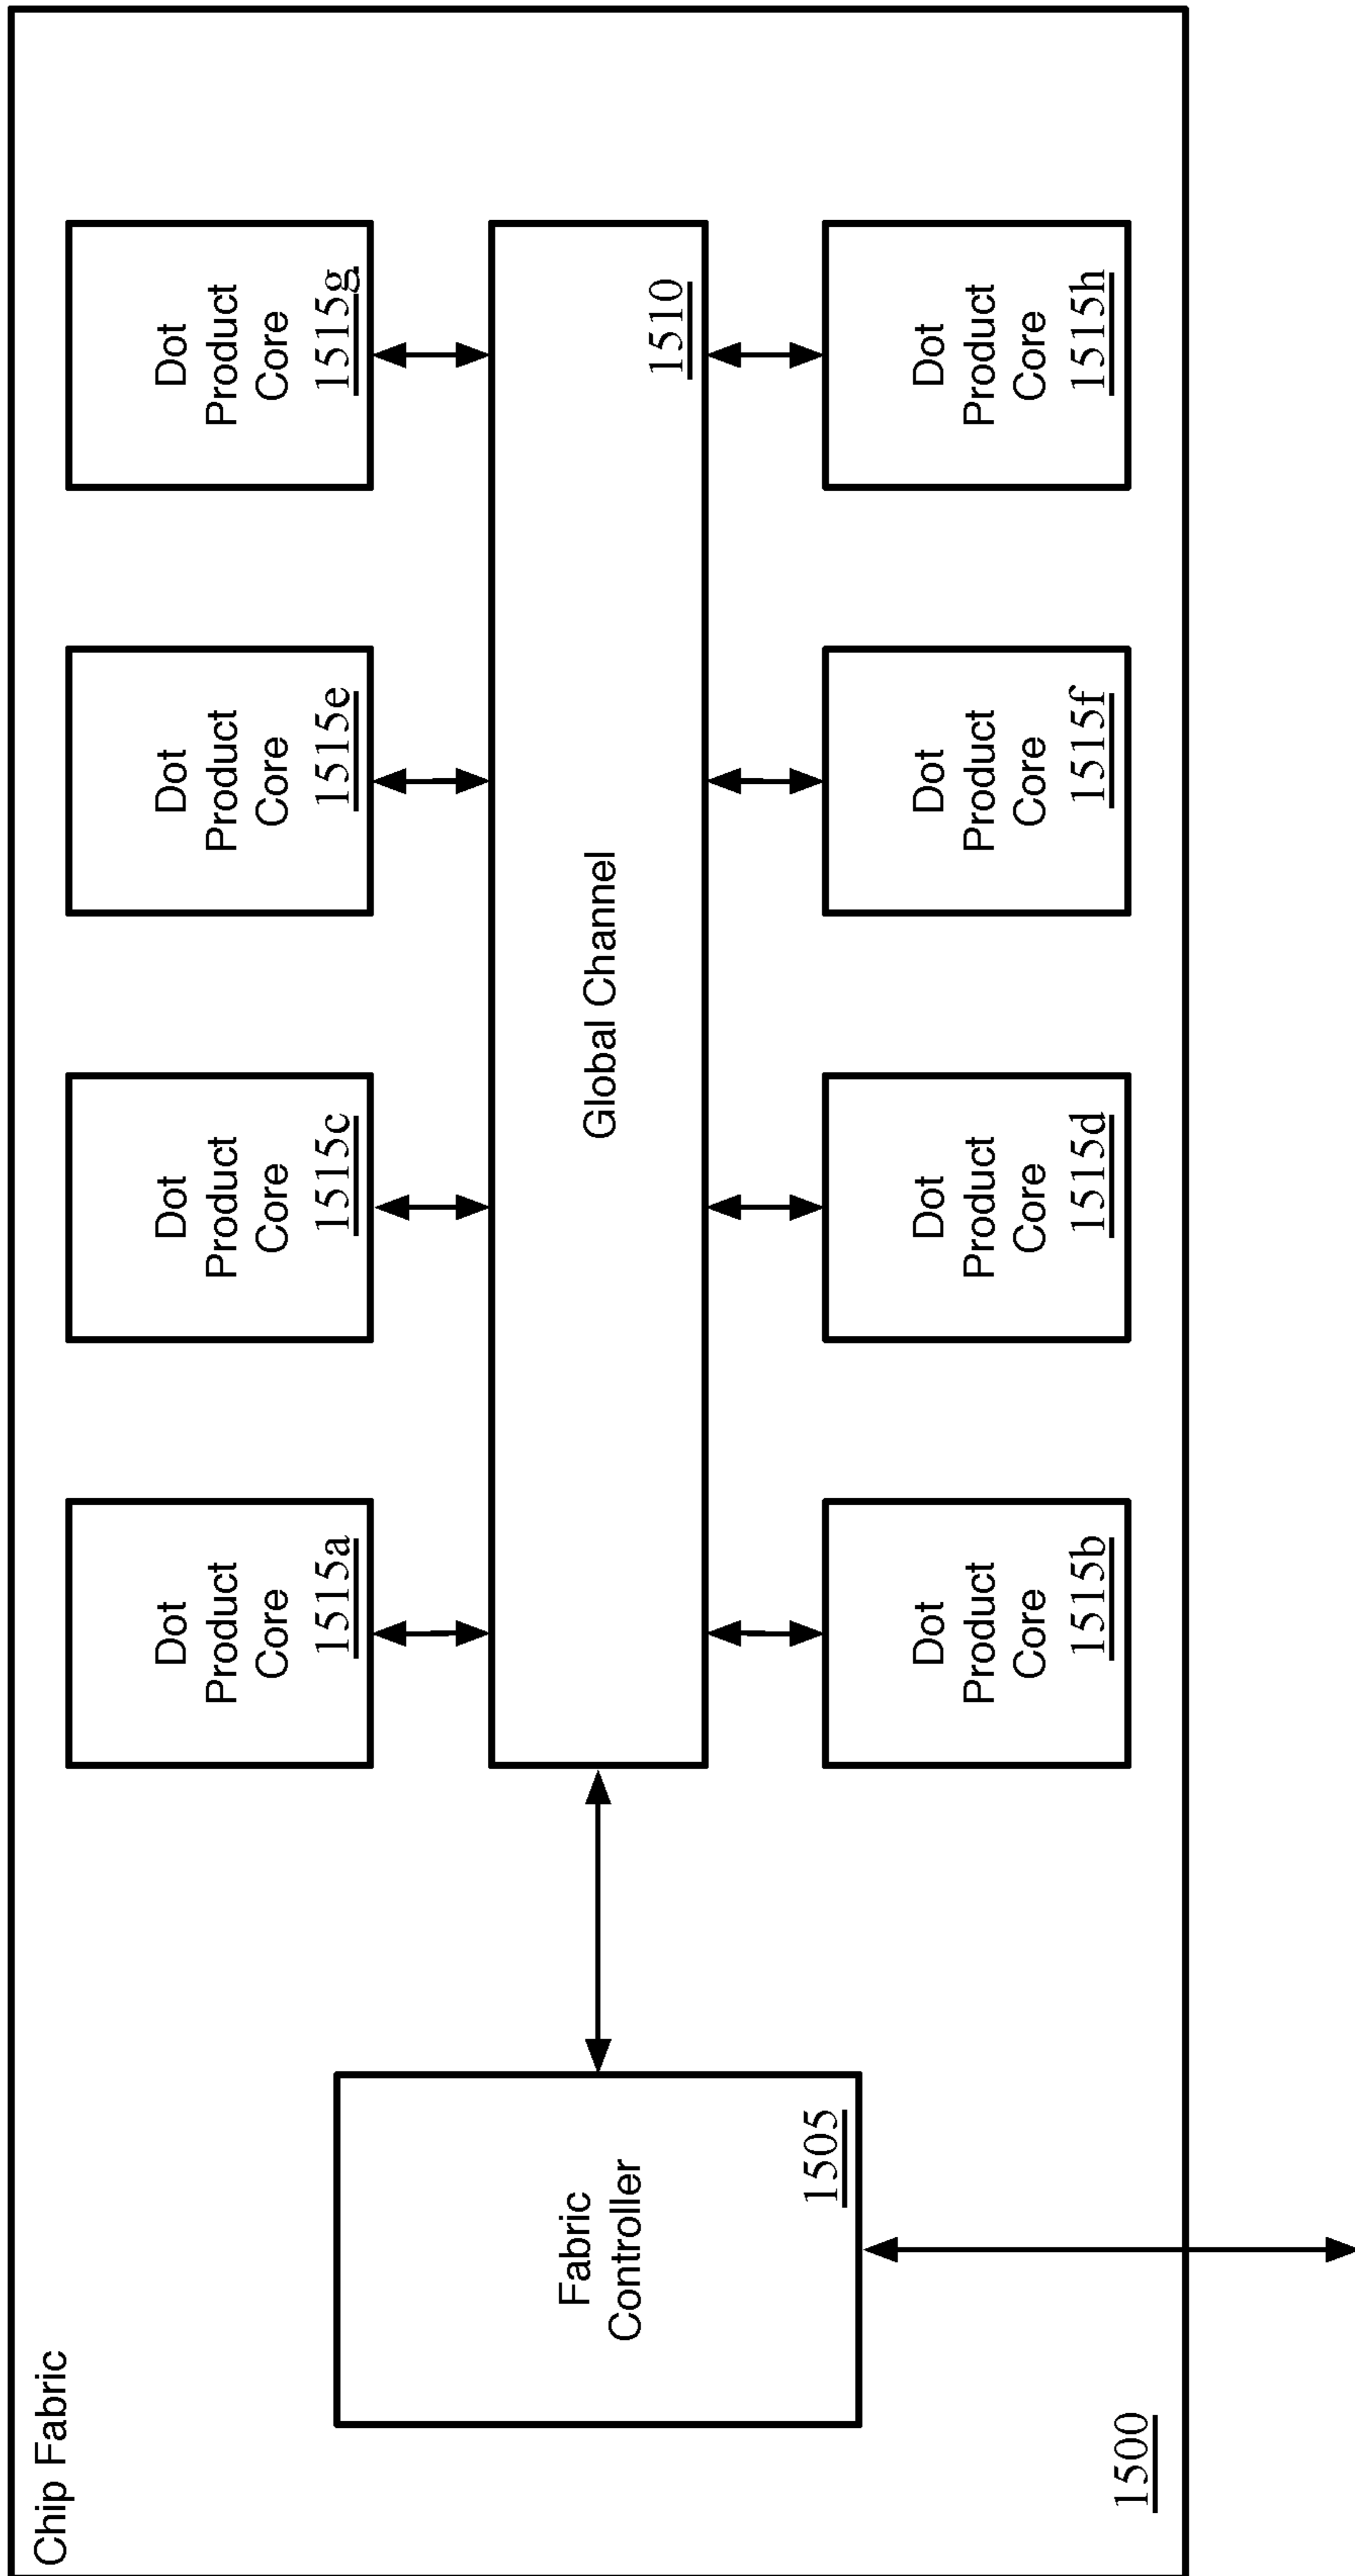 Chip Fabric
Dot
Product
Core
1515a
Dot
Product
Core
1515c
Dot
Product
Core
1515e
Dot
Product
Core
1515g
Fabric
Controller
1505
Global Channel
1510
Dot
Product
Core
1515b
Dot
Product
Core
1515d
Dot
Product
Core
1515f
Dot
Product
Core
1515h
1500